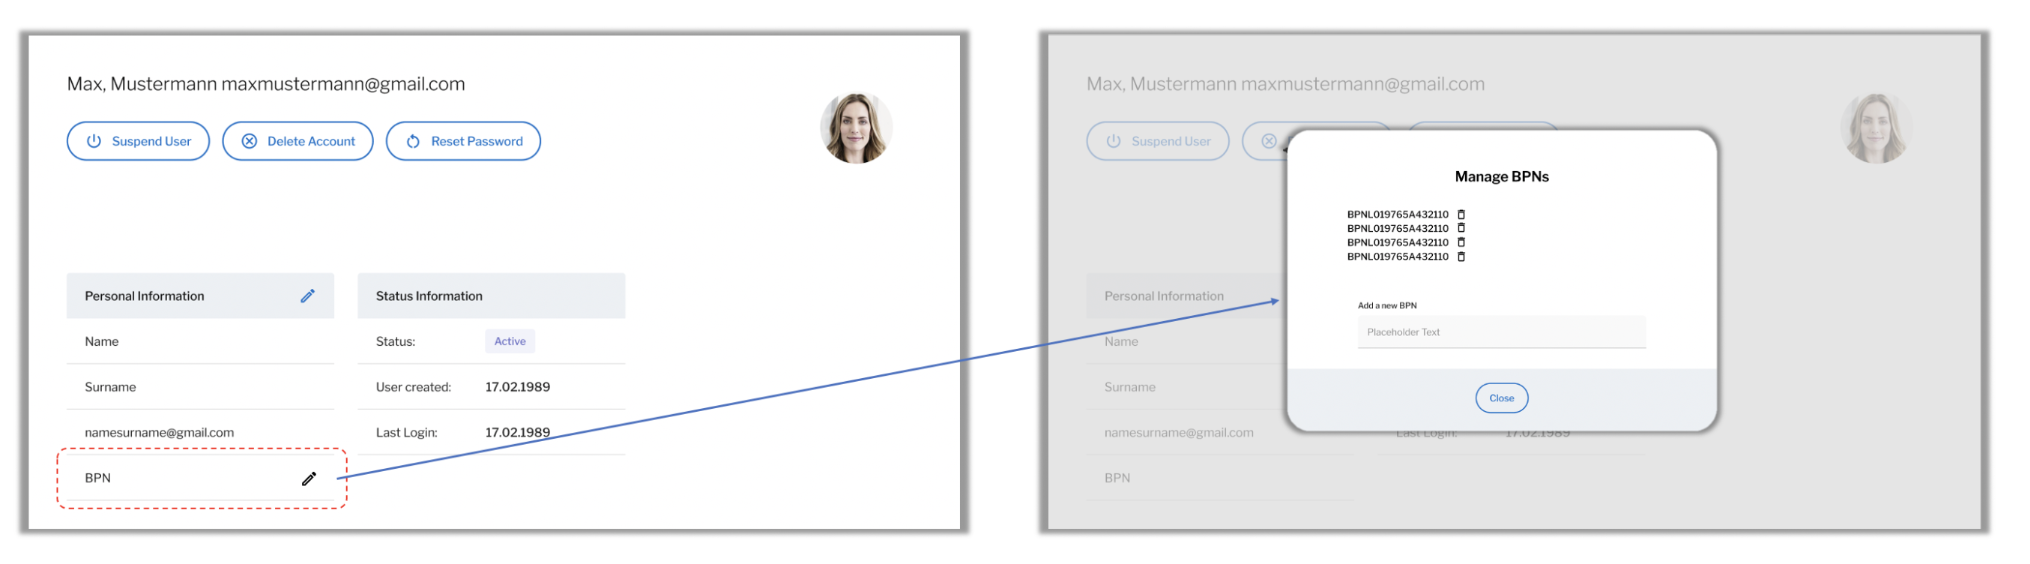 Max, Mustermann maxmustermann@gmail.com
Suspend User
Delete Account
Reset Password
Personal Information
Status Information
Name
Status:
Active
Surname
User created:
17.02.1989
namesurname@gmail.com
Last Login:
17.02.1989
BPN
Max, Mustermann maxmustermann@gmail.com
Suspend User
Manage BPNs
BPNL019765A432110
BPNL019765A432110
BPNL019765A432110
BPNL019765A432110
Personal Information
Add a new BPN
Placeholder Text
Name
Surname
Close
namesurname@gmail.com
Last Login:
17.02.1989
BPN